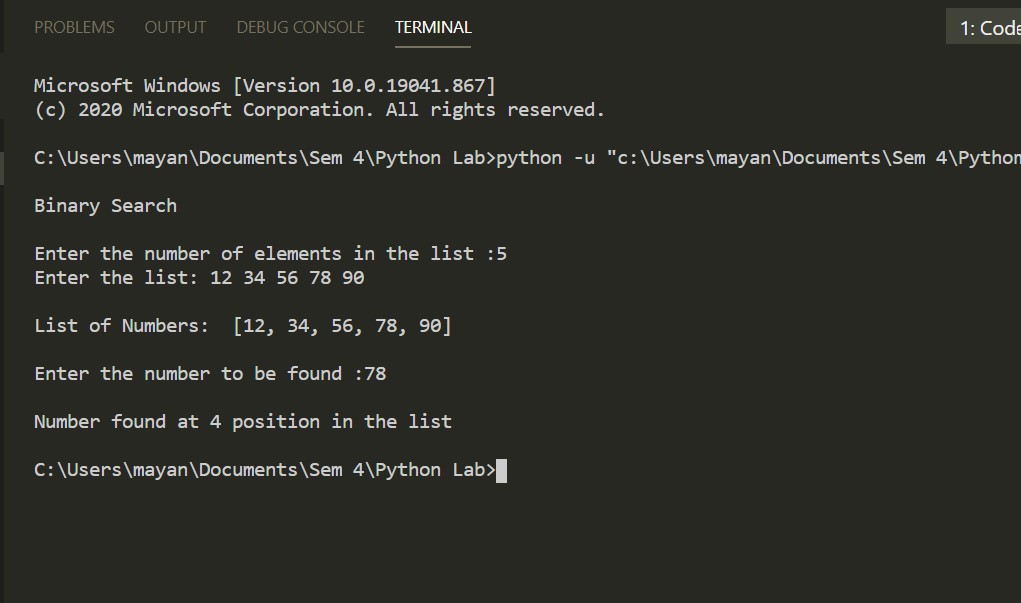 PROBLEMS OUTPUT DEBUG CONSOLE TERMINAL 1: Code
Microsoft Windows [Version 10.0.19041.867]
(c) 2020 Microsoft Corporation. All rights reserved.
C:\Users\mayan\Documents\Sem 4\Python Lab>python -u "c:\Users\mayan\Documents\Sem 4\Python
Binary Search
Enter the number of elements in the list :5
Enter the list: 12 34 56 78 90
List of Numbers:  [12, 34, 56, 78, 90]
Enter the number to be found :78
Number found at 4 position in the list
C:\Users\mayan\Documents\Sem 4\Python Lab>